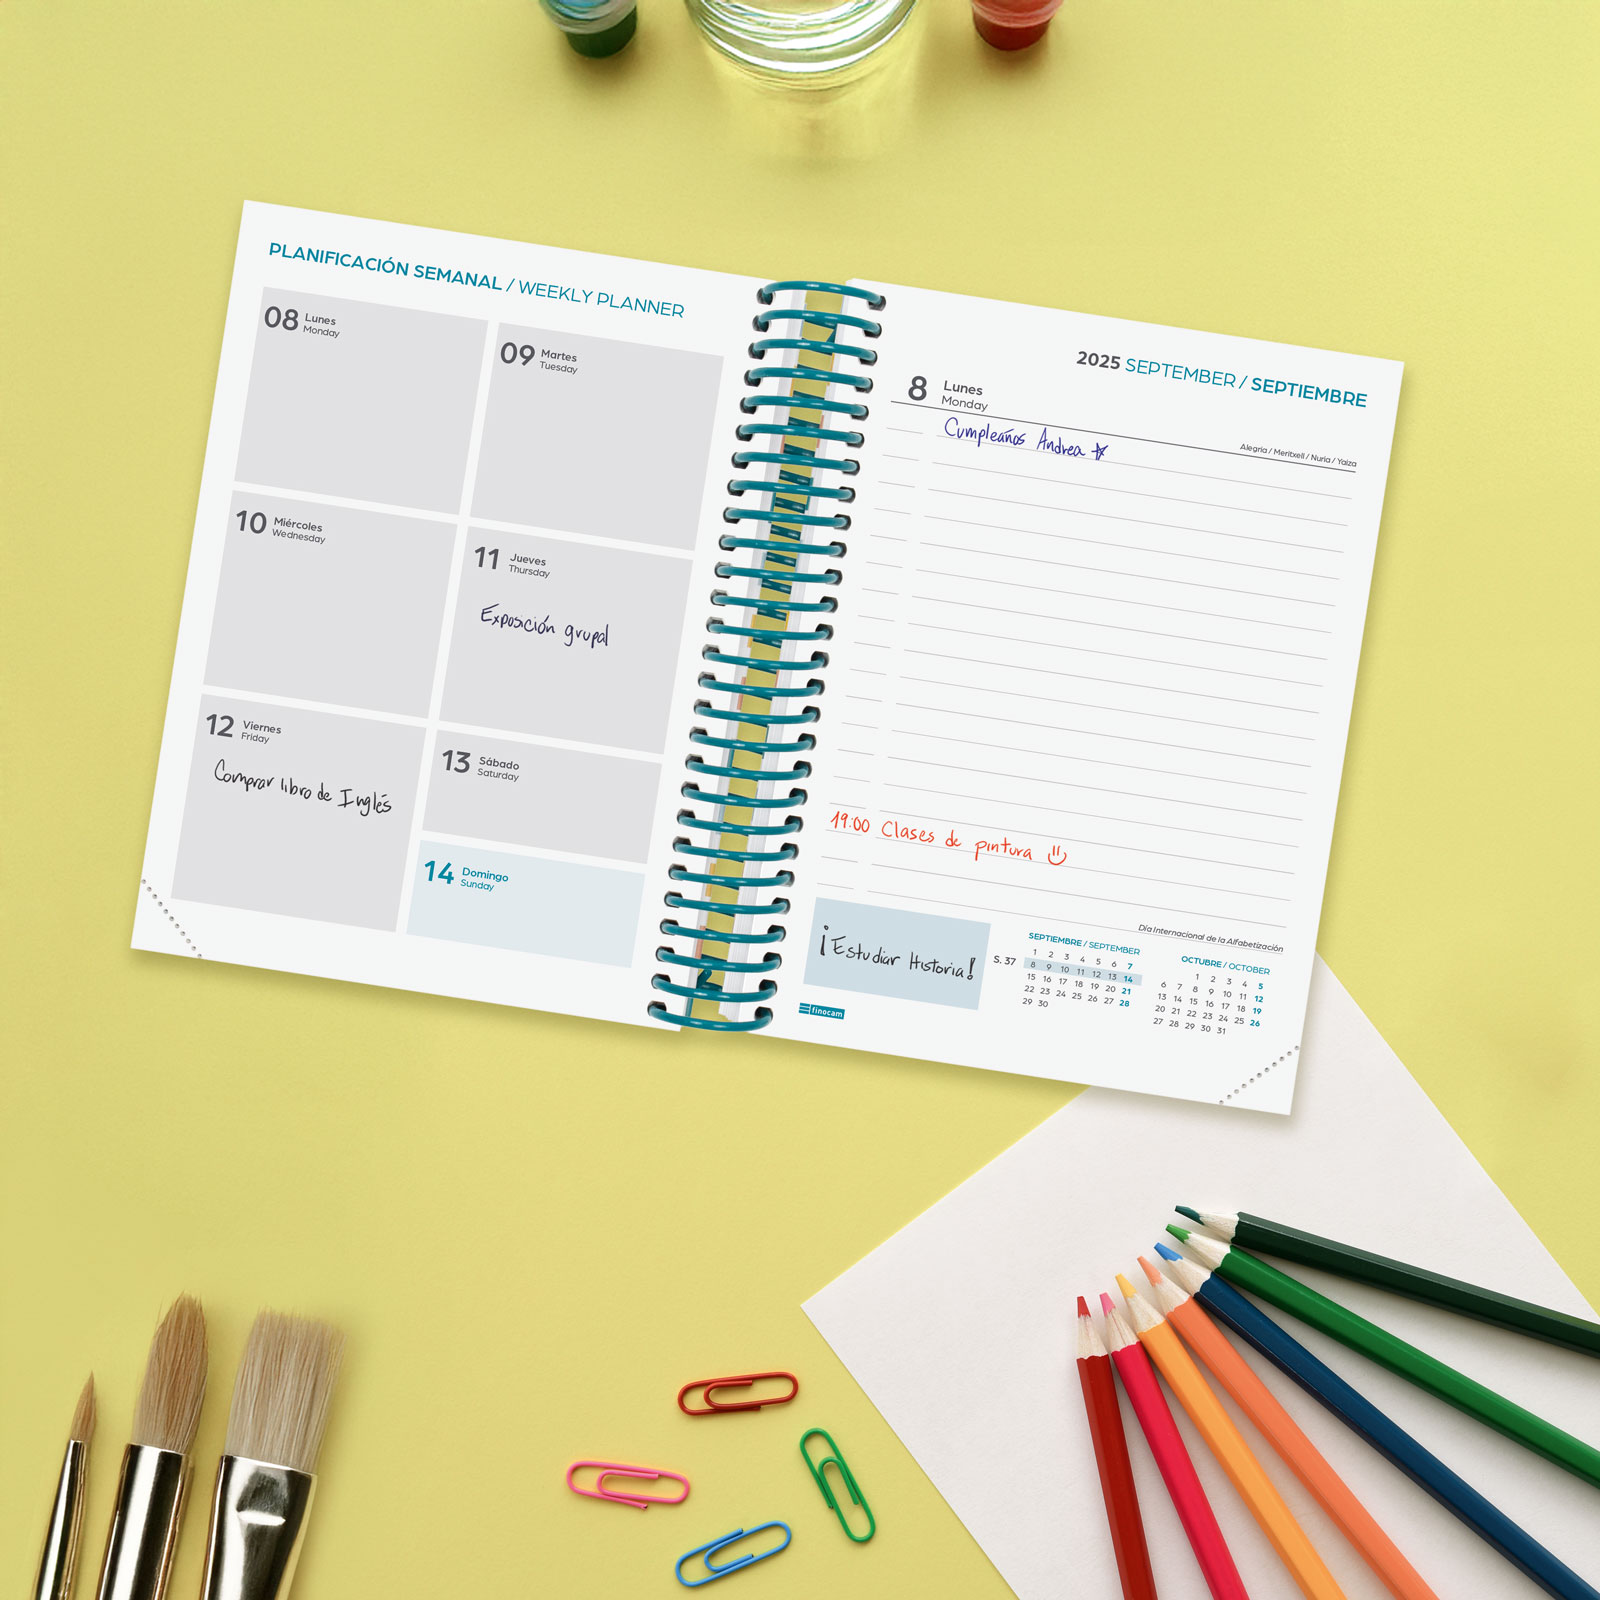 PLANIFICACIÓN SEMANAL / WEEKLY PLANNER
08 Lunes
Monday
09 Martes
Tuesday
10 Miércoles
Wednesday
11 Jueves
Thursday
Exposición grupal
12 Viernes
Friday
Comprar libro de Inglés
13 Sábado
Saturday
14 Domingo
Sunday
2025 SEPTEMBER / SEPTIEMBRE
8 Lunes
Monday
Alegría / Meritxell / Nuria / Yaiza
Cumpleaños Andrea
19:00 Clases de pintura
Día Internacional de la Alfabetización
¡Estudiar Historia!
finocam
S. 37
SEPTIEMBRE / SEPTEMBER
1 2 3 4 5 6 7
8 9 10 11 12 13 14
15 16 17 18 19 20 21
22 23 24 25 26 27 28
29 30
OCTUBRE / OCTOBER
1 2 3 4 5
6 7 8 9 10 11 12
13 14 15 16 17 18 19
20 21 22 23 24 25 26
27 28 29 30 31